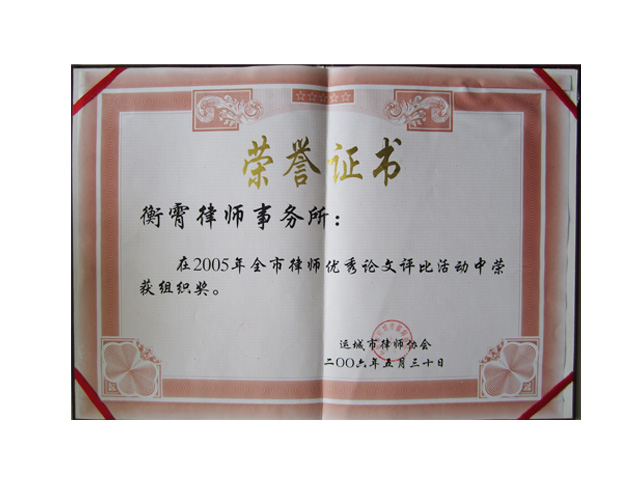 荣誉证书
衡霄律师事务所：
在2005年全市律师优秀论文评比活动中荣
获组织奖。
运城市律师协会
二〇〇六年五月三十日